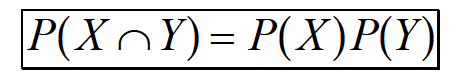 P(X ∩ Y) = P(X)P(Y)